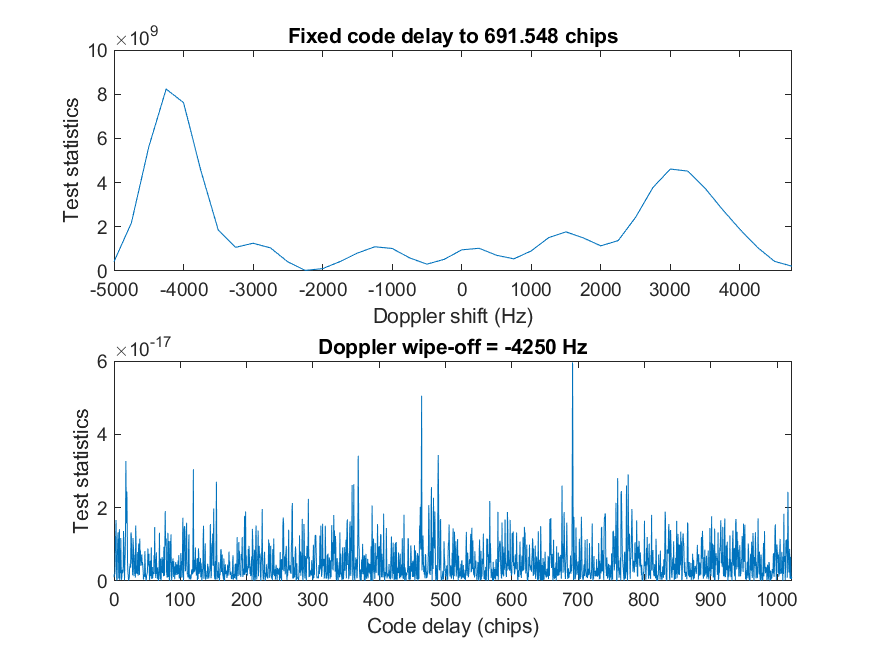 Fixed code delay to 691.548 chips
×10^9
10
8
6
4
2
0
Test statistics
-5000 -4000 -3000 -2000 -1000 0 1000 2000 3000 4000
Doppler shift (Hz)
Doppler wipe-off = -4250 Hz
×10^-17
6
4
2
0
Test statistics
0 100 200 300 400 500 600 700 800 900 1000
Code delay (chips)